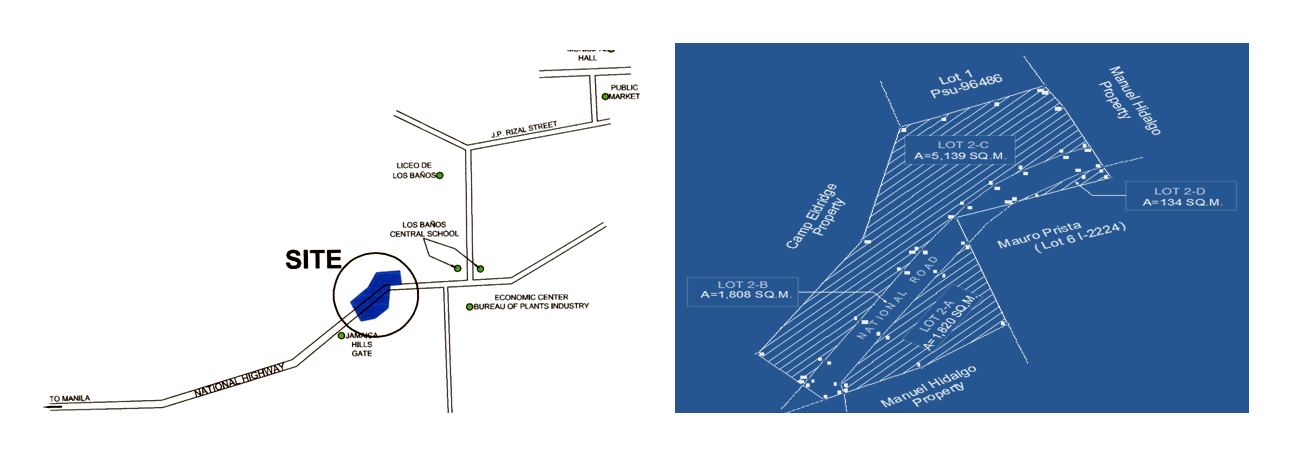 HALL
PUBLIC
MARKET
J.P. RIZAL STREET
LICEO DE
LOS BAÑOS
LOS BAÑOS
CENTRAL SCHOOL
SITE
ECONOMIC CENTER
BUREAU OF PLANTS INDUSTRY
JAMAICA
HILLS
GATE
NATIONAL HIGHWAY
TO MANILA
Lot 1
Psu-96486
Manuel Hidalgo
Property
LOT 2-C
A=5,139 SQ.M.
LOT 2-D
A=134 SQ.M.
Camp Eldridge
Property
Mauro Prista
(Lot 6 I-2224)
LOT 2-B
A=1,808 SQ.M.
NATIONAL ROAD
LOT 2-A
A=1,820 SQ.M.
Manuel Hidalgo
Property